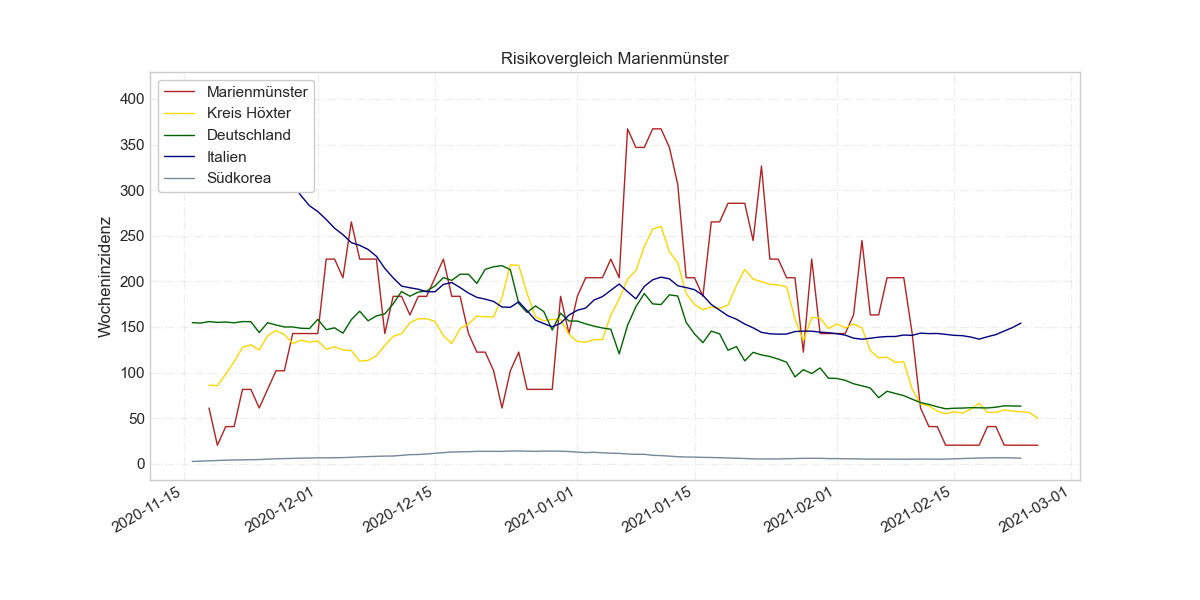 Risikovergleich Marienmünster
Marienmünster
Kreis Höxter
Deutschland
Italien
Südkorea
Wocheninzidenz
400
350
300
250
200
150
100
50
0
2020-11-15
2020-12-01
2020-12-15
2021-01-01
2021-01-15
2021-02-01
2021-02-15
2021-03-01